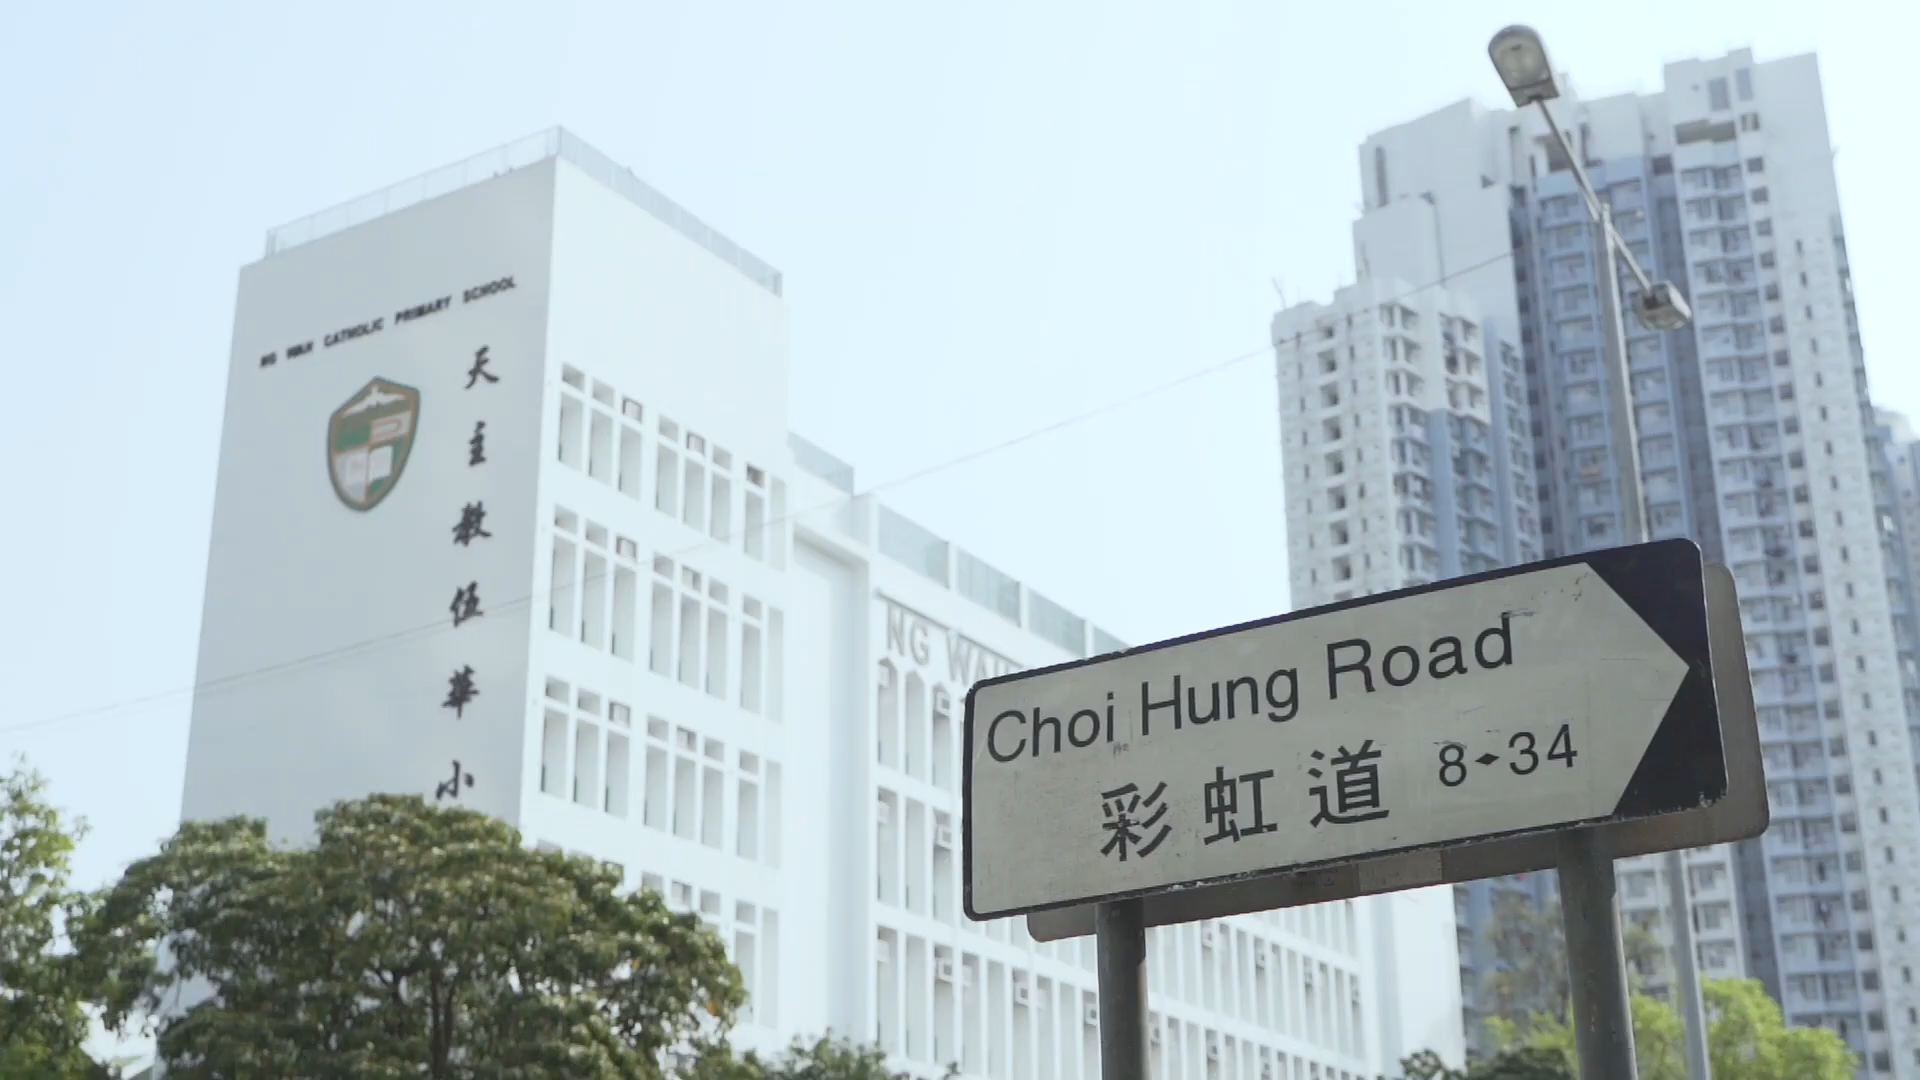 NG WAH CATHOLIC PRIMARY SCHOOL
天主教伍華小
NG WAH
Choi Hung Road
彩虹道 8-34